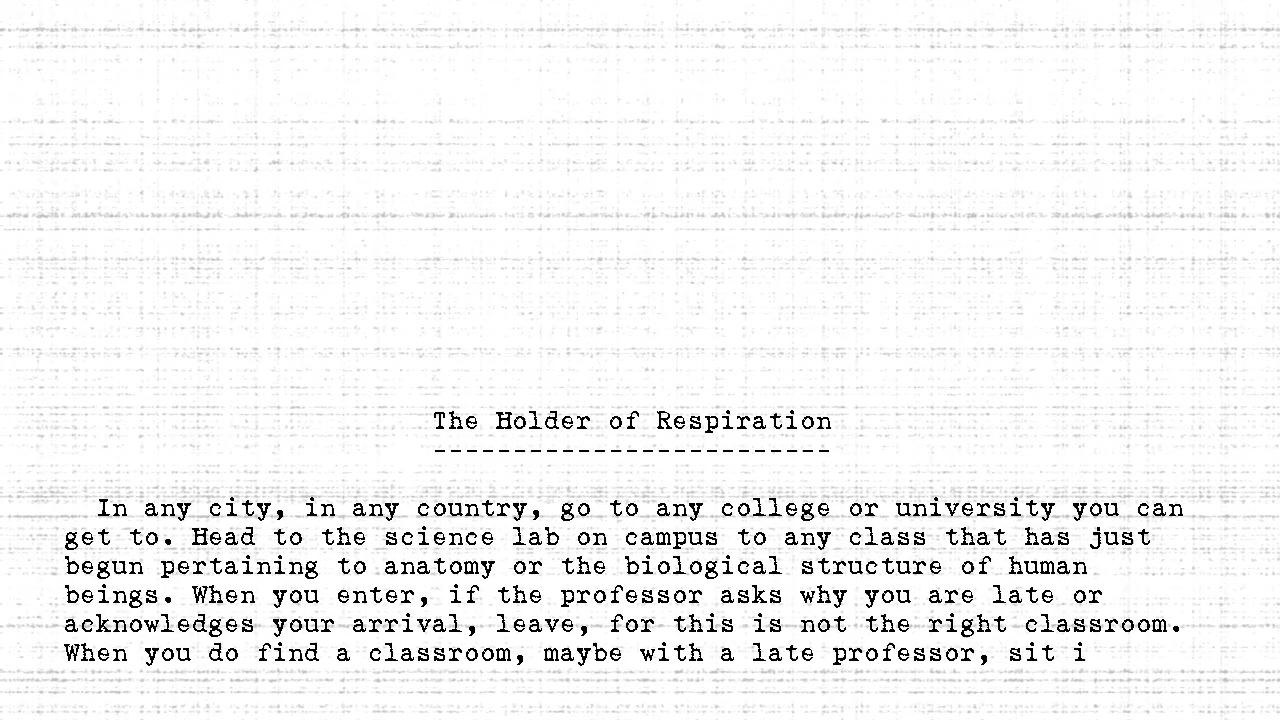 The Holder of Respiration
-------------------------
In any city, in any country, go to any college or university you can
get to. Head to the science lab on campus to any class that has just
begun pertaining to anatomy or the biological structure of human
beings. When you enter, if the professor asks why you are late or
acknowledges your arrival, leave, for this is not the right classroom.
When you do find a classroom, maybe with a late professor, sit i